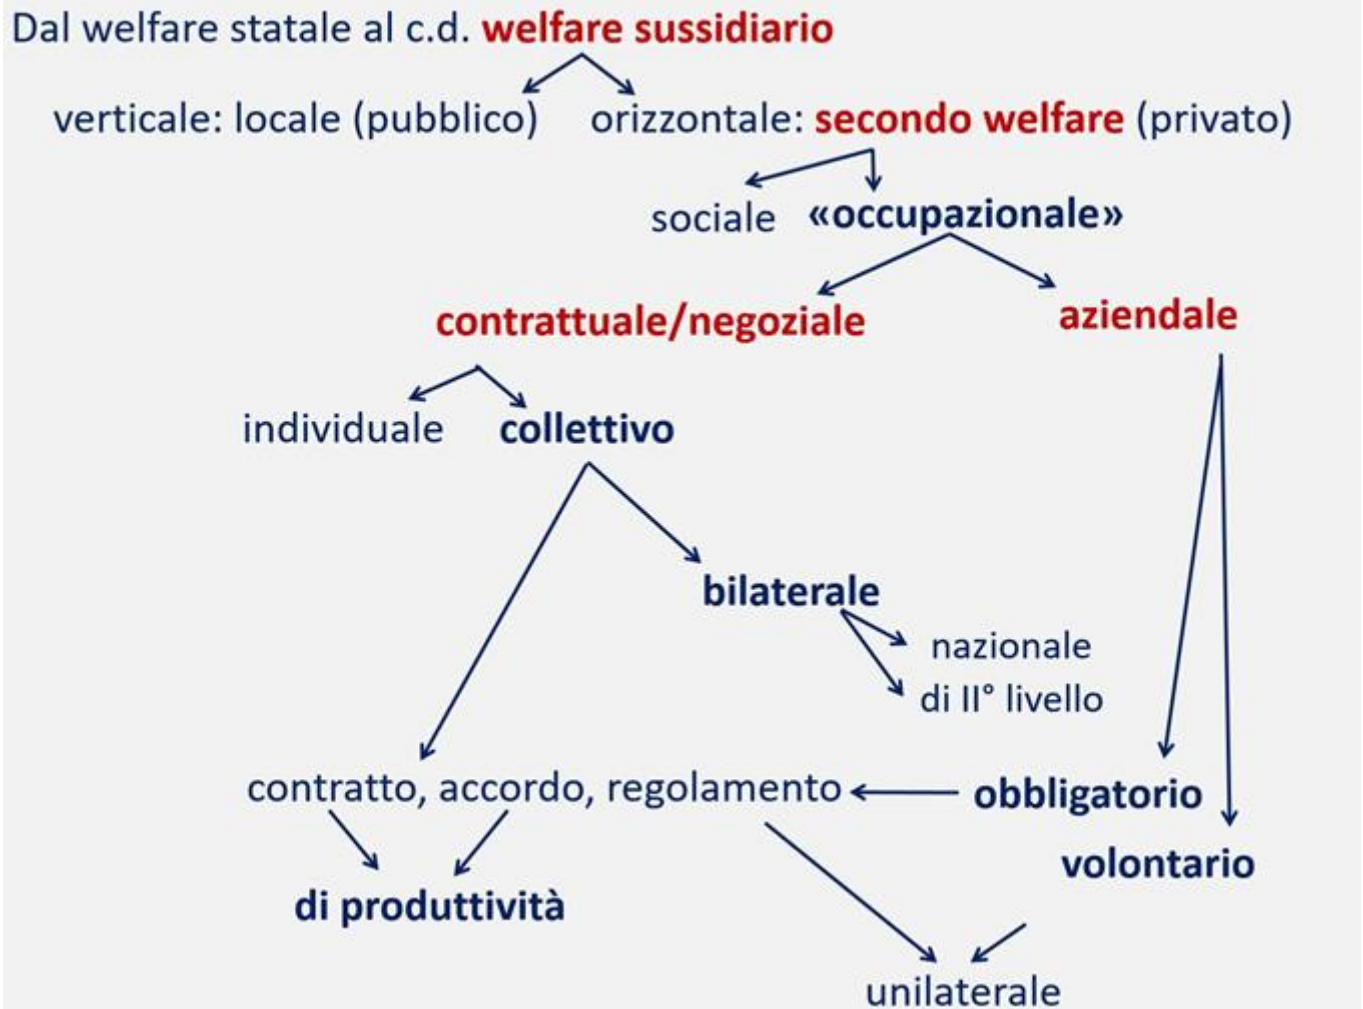 Dal welfare statale al c.d. welfare sussidiario
verticale: locale (pubblico) orizzontale: secondo welfare (privato)
sociale «occupazionale»
contrattuale/negoziale aziendale
individuale collettivo
bilaterale
nazionale
di II° livello
contratto, accordo, regolamento obbligatorio
volontario
di produttività
unilaterale